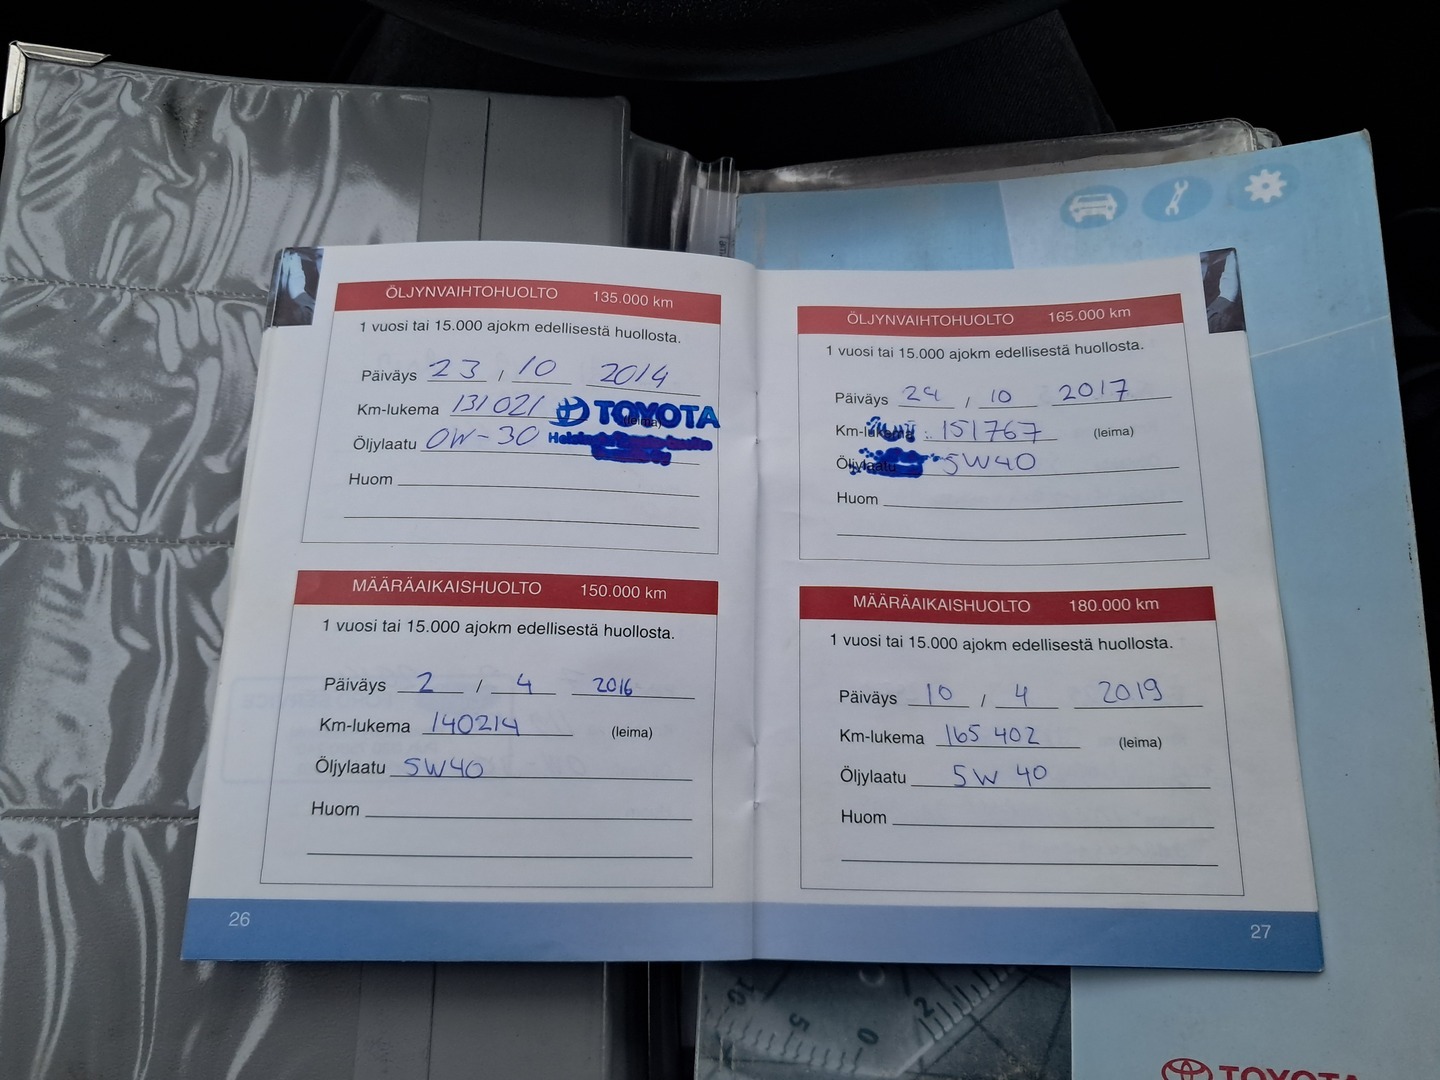 ÖLJYNVAIHTOHUOLTO 135.000 km
1 vuosi tai 15.000 ajokm edellisestä huollosta.
Päiväys 23 / 10 2014
Km-lukema 131021 (leima)
TOYOTA
Öljylaatu 0W-30
Huom
MÄÄRÄAIKAISHUOLTO 150.000 km
1 vuosi tai 15.000 ajokm edellisestä huollosta.
Päiväys 2 / 4 2016
Km-lukema 140214 (leima)
Öljylaatu 5W40
Huom
26
ÖLJYNVAIHTOHUOLTO 165.000 km
1 vuosi tai 15.000 ajokm edellisestä huollosta.
Päiväys 24 / 10 2017
Km-lukema 151767 (leima)
Öljylaatu 5W40
Huom
MÄÄRÄAIKAISHUOLTO 180.000 km
1 vuosi tai 15.000 ajokm edellisestä huollosta.
Päiväys 10 / 4 2019
Km-lukema 165 402 (leima)
Öljylaatu 5W 40
Huom
27
10 5 0 2
TOYOTA